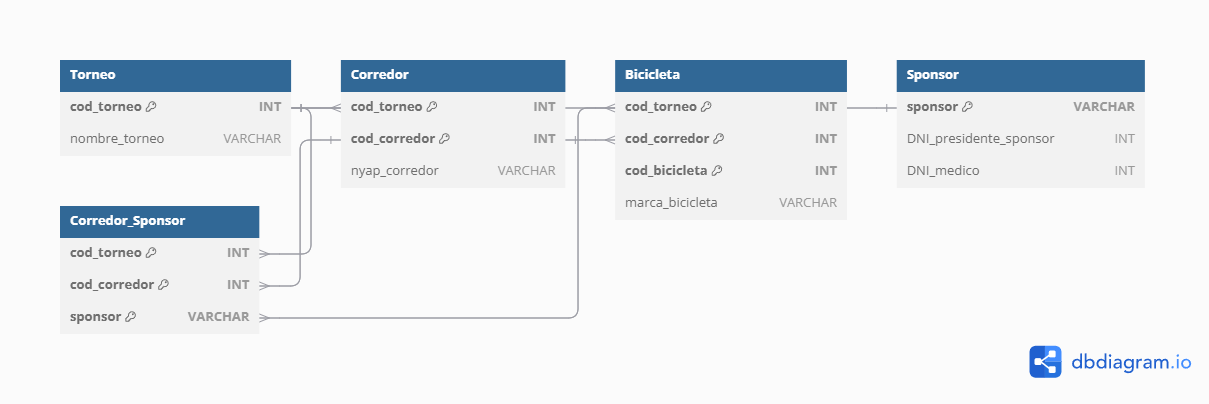 Torneo
cod_torneo INT
nombre_torneo VARCHAR
Corredor
cod_torneo INT
cod_corredor INT
nyap_corredor VARCHAR
Bicicleta
cod_torneo INT
cod_corredor INT
cod_bicicleta INT
marca_bicicleta VARCHAR
Sponsor
sponsor VARCHAR
DNI_presidente_sponsor INT
DNI_medico INT
Corredor_Sponsor
cod_torneo INT
cod_corredor INT
sponsor VARCHAR
dbdiagram.io